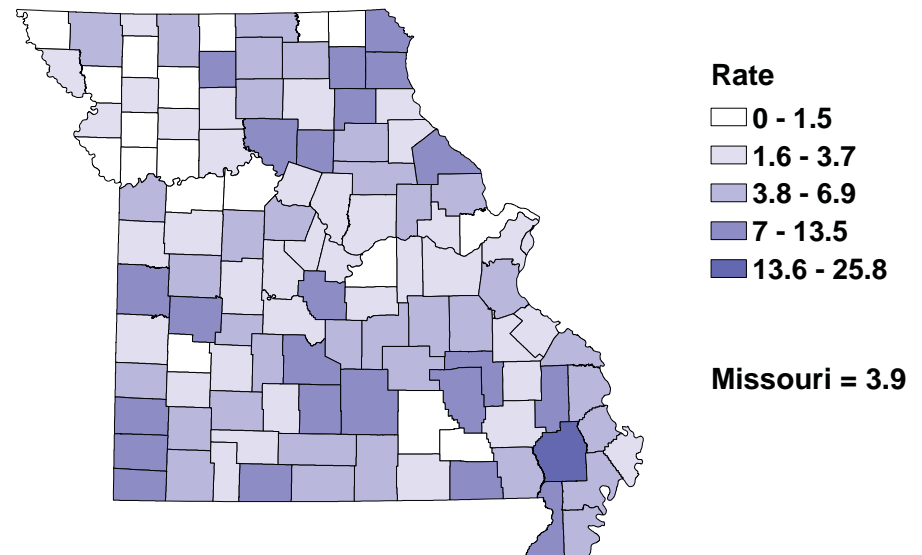 Rate
0 - 1.5
1.6 - 3.7
3.8 - 6.9
7 - 13.5
13.6 - 25.8
Missouri = 3.9